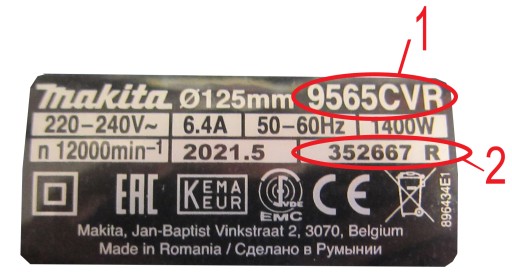 1
makita Ø125mm 9565CVR
220-240V~ 6.4A 50-60Hz 1400W
n 12000min-1 2021.5 352667 R
2
EAC KEMA KEUR VDE EMC CE
896434E1
Makita, Jan-Baptist Vinkstraat 2, 3070, Belgium
Made in Romania / Сделано в Румынии